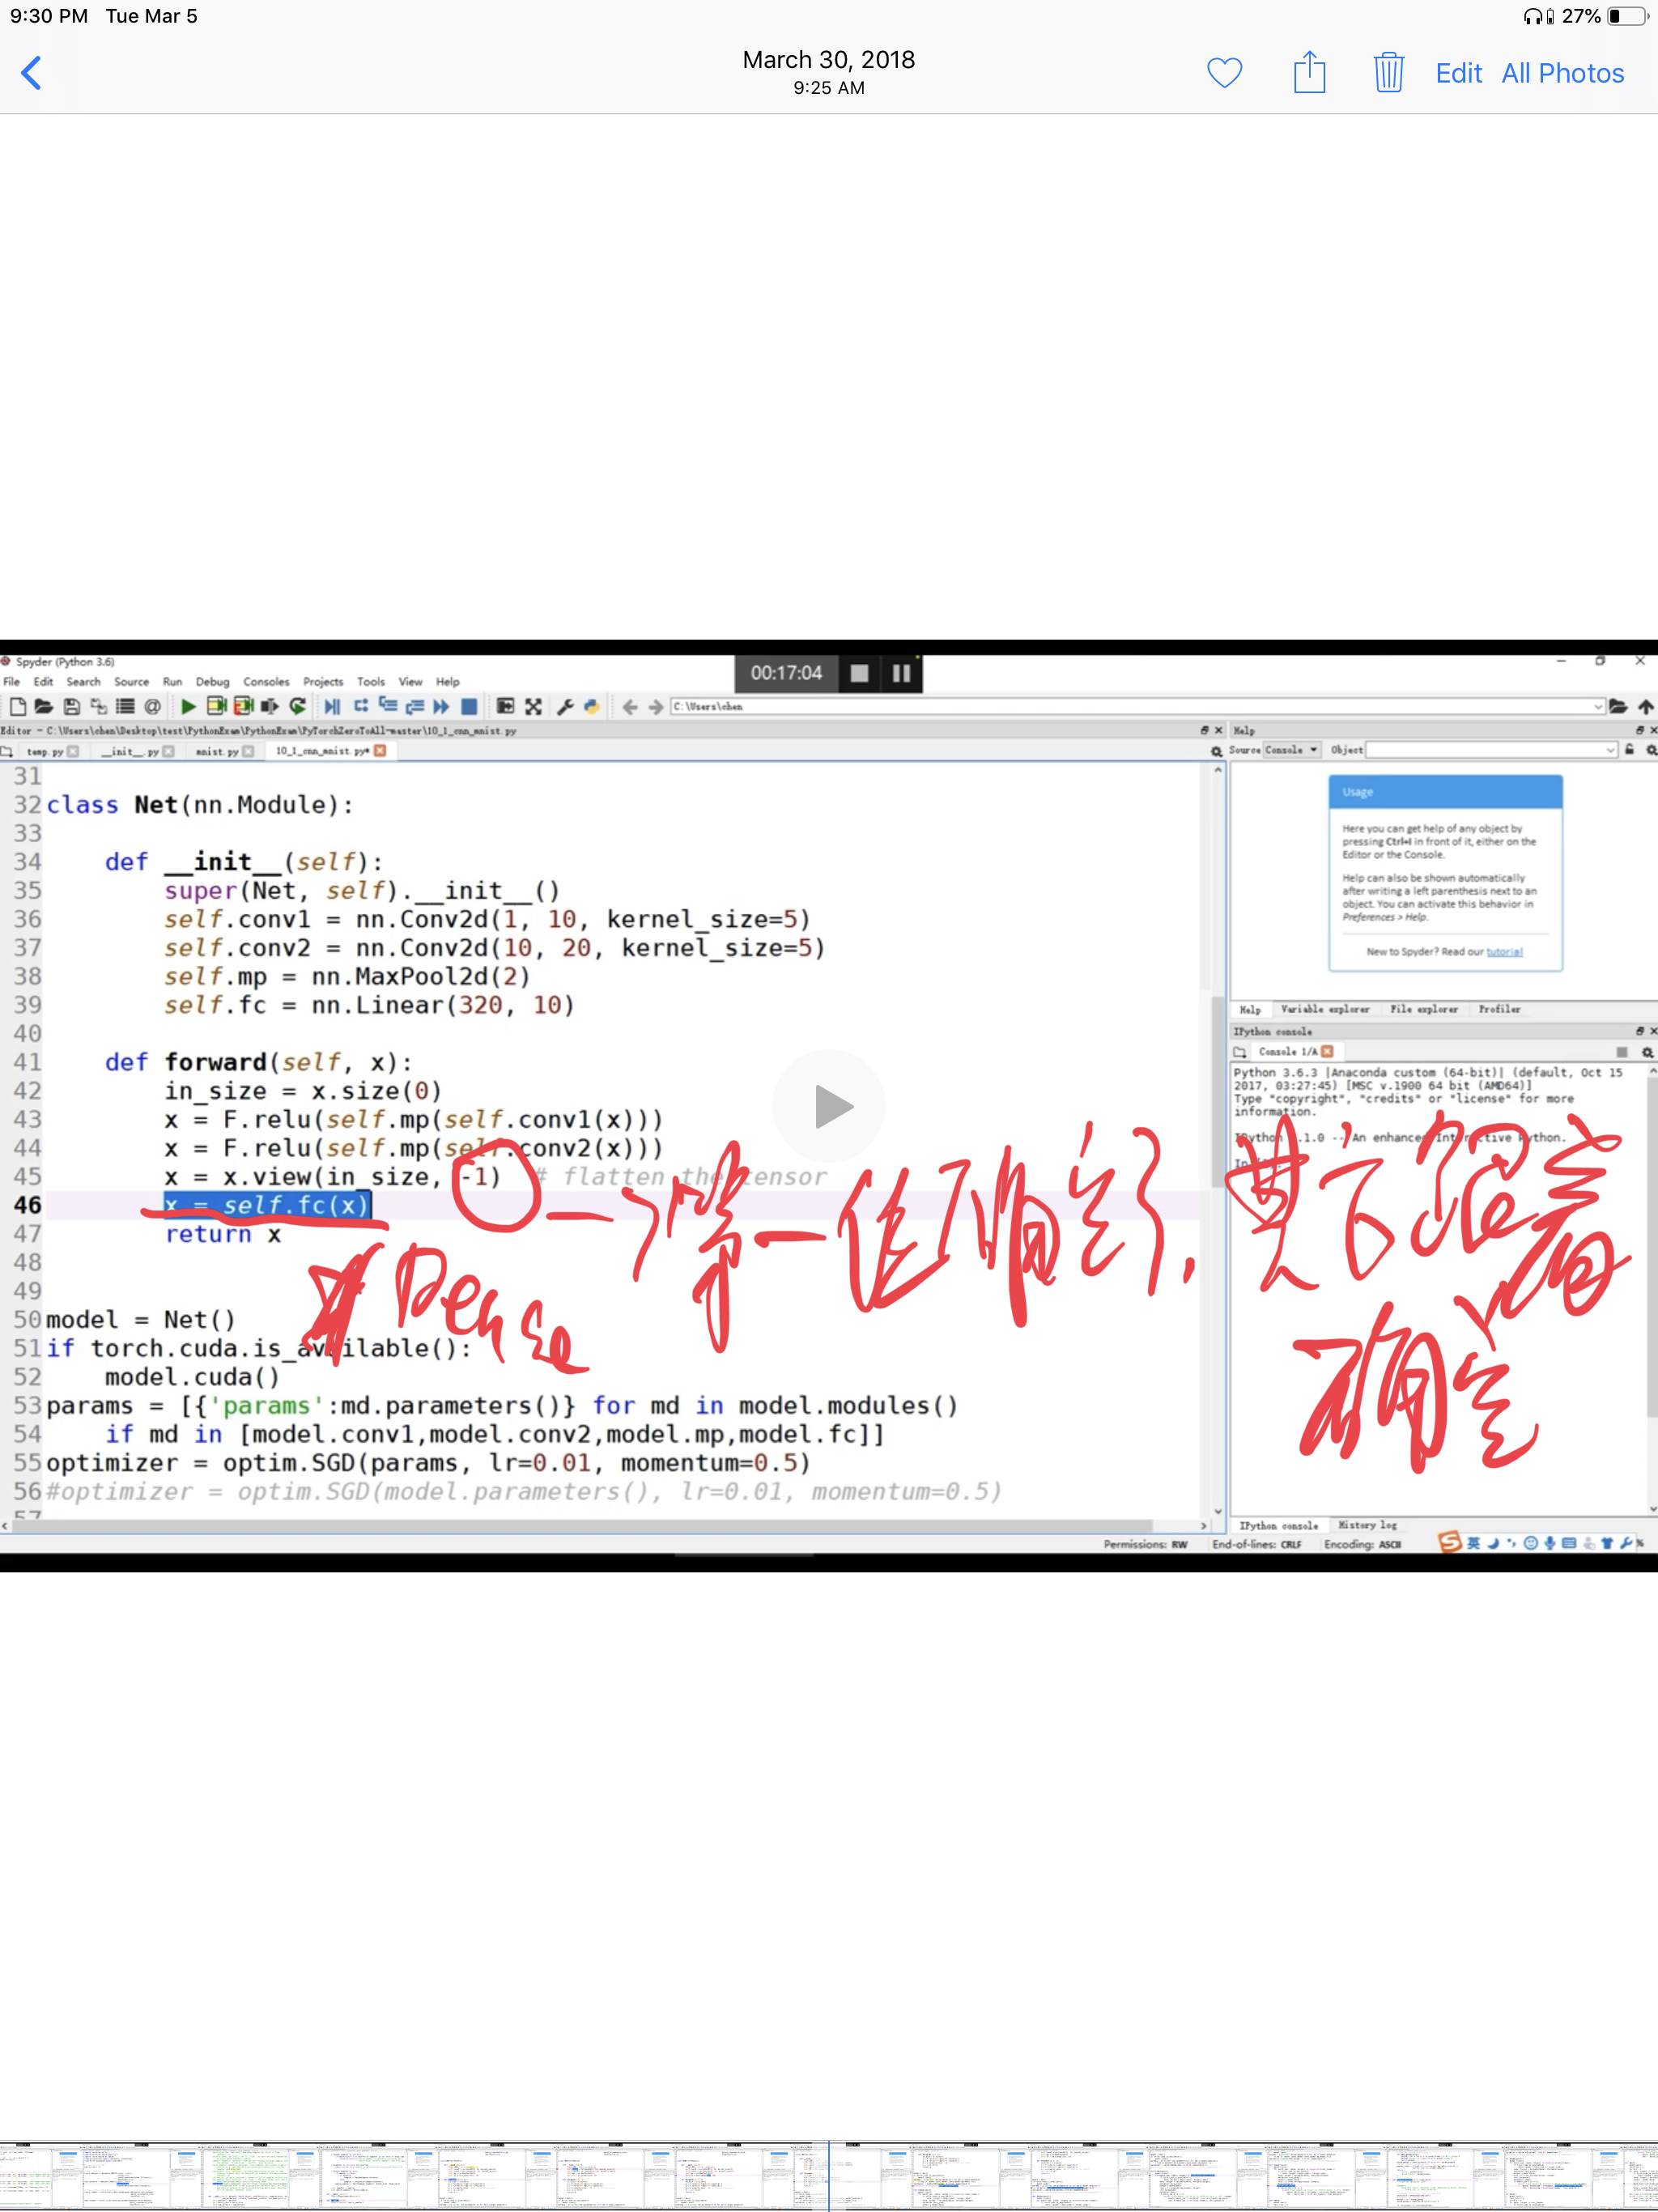 9:30 PM Tue Mar 5
27%
March 30, 2018
9:25 AM
Edit All Photos
Spyder (Python 3.6)
00:17:04
File Edit Search Source Run Debug Consoles Projects Tools View Help
C:\Users\chen
Editor - C:\Users\chen\Desktop\test\PythonExam\PythonExam\PyTorchZeroToAll-master\10_1_cnn_mnist.py
temp.py __init__.py mnist.py 10_1_cnn_mnist.py*
31
32 class Net(nn.Module):
33
34 def __init__(self):
35 super(Net, self).__init__()
36 self.conv1 = nn.Conv2d(1, 10, kernel_size=5)
37 self.conv2 = nn.Conv2d(10, 20, kernel_size=5)
38 self.mp = nn.MaxPool2d(2)
39 self.fc = nn.Linear(320, 10)
40
41 def forward(self, x):
42 in_size = x.size(0)
43 x = F.relu(self.mp(self.conv1(x)))
44 x = F.relu(self.mp(self.conv2(x)))
45 x = x.view(in_size, -1) # flatten the tensor
46 x = self.fc(x)
47 return x
48
49
50 model = Net()
51 if torch.cuda.is_available():
52 model.cuda()
53 params = [{'params':md.parameters()} for md in model.modules()
54 if md in [model.conv1,model.conv2,model.mp,model.fc]]
55 optimizer = optim.SGD(params, lr=0.01, momentum=0.5)
56 #optimizer = optim.SGD(model.parameters(), lr=0.01, momentum=0.5)
57
Dense
第一值确定了,
确定
Help
Source Console Object
Usage
Here you can get help of any object by
pressing Ctrl+I in front of it, either on the
Editor or the Console.
Help can also be shown automatically
after writing a left parenthesis next to an
object. You can activate this behavior in
Preferences > Help.
New to Spyder? Read our tutorial
Help Variable explorer File explorer Profiler
IPython console
Console 1/A
Python 3.6.3 |Anaconda custom (64-bit)| (default, Oct 15
2017, 03:27:45) [MSC v.1900 64 bit (AMD64)]
Type "copyright", "credits" or "license" for more
information.
IPython .1.0 -- An enhanced Interactive Python.
In
IPython console History log
Permissions: RW End-of-lines: CRLF Encoding: ASCII
英